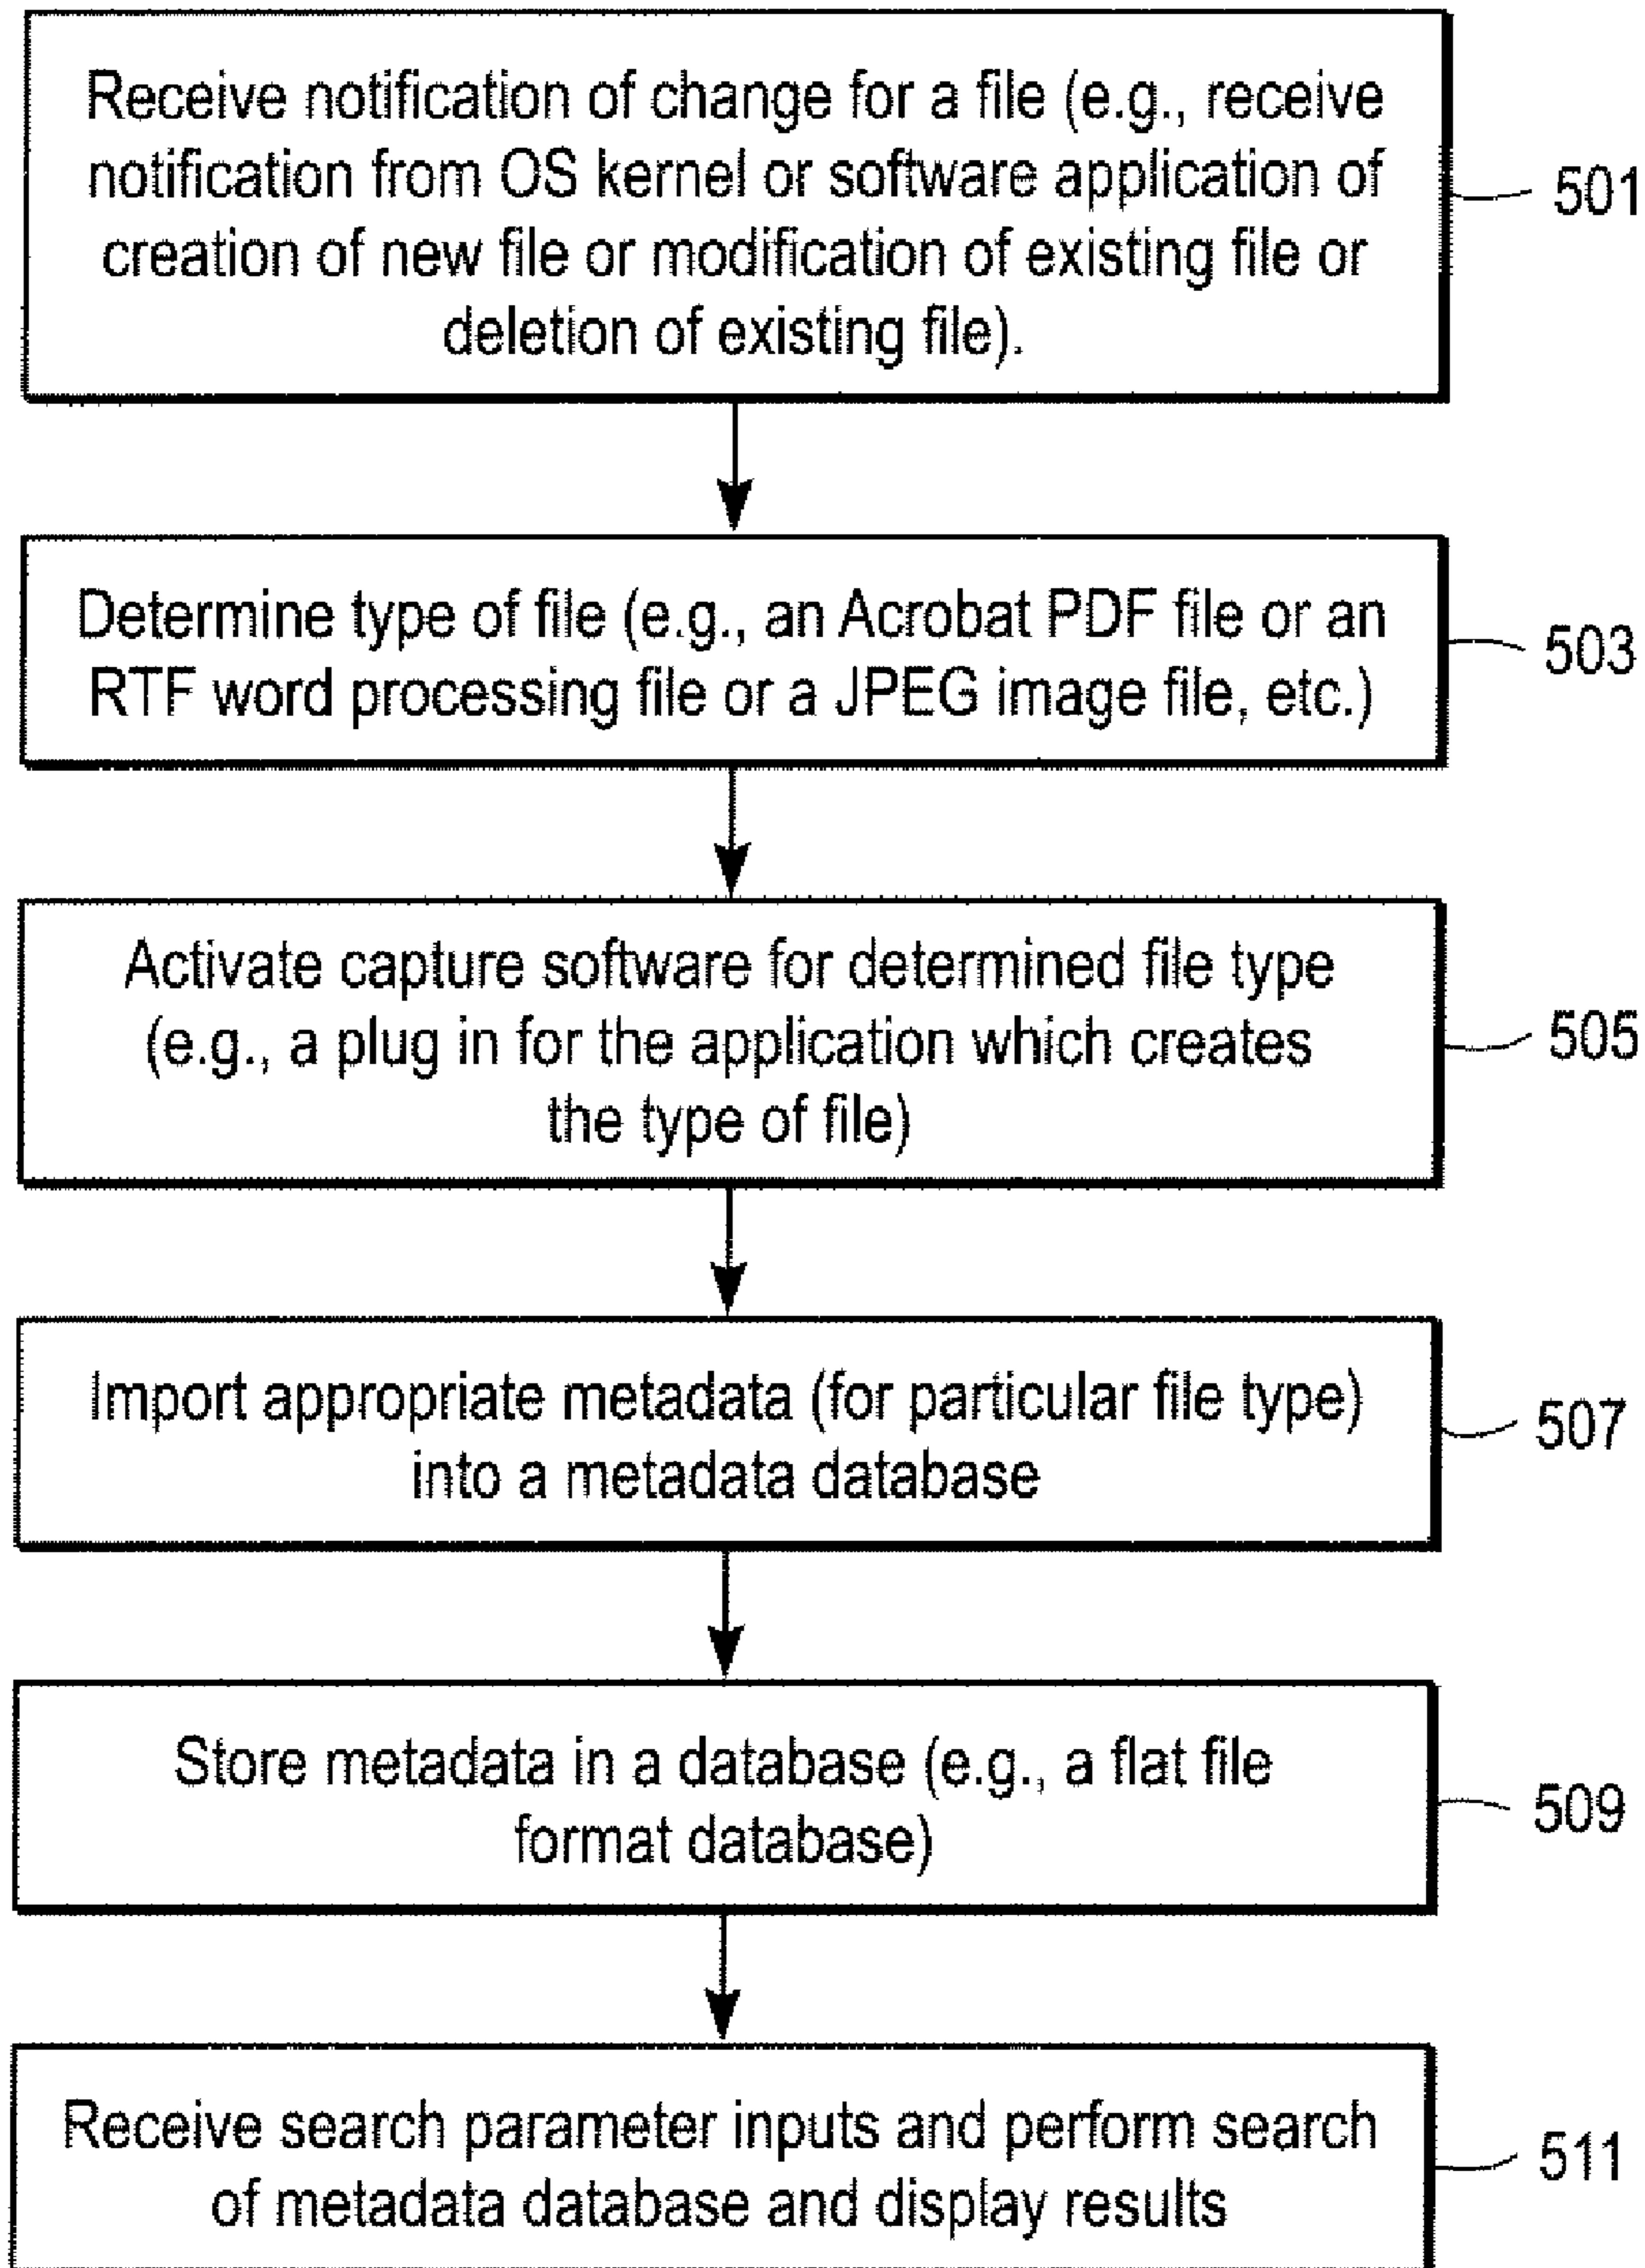 Receive notification of change for a file (e.g., receive
notification from OS kernel or software application of
creation of new file or modification of existing file or
deletion of existing file).
501
Determine type of file (e.g., an Acrobat PDF file or an
RTF word processing file or a JPEG image file, etc.)
503
Activate capture software for determined file type
(e.g., a plug in for the application which creates
the type of file)
505
Import appropriate metadata (for particular file type)
into a metadata database
507
Store metadata in a database (e.g., a flat file
format database)
509
Receive search parameter inputs and perform search
of metadata database and display results
511